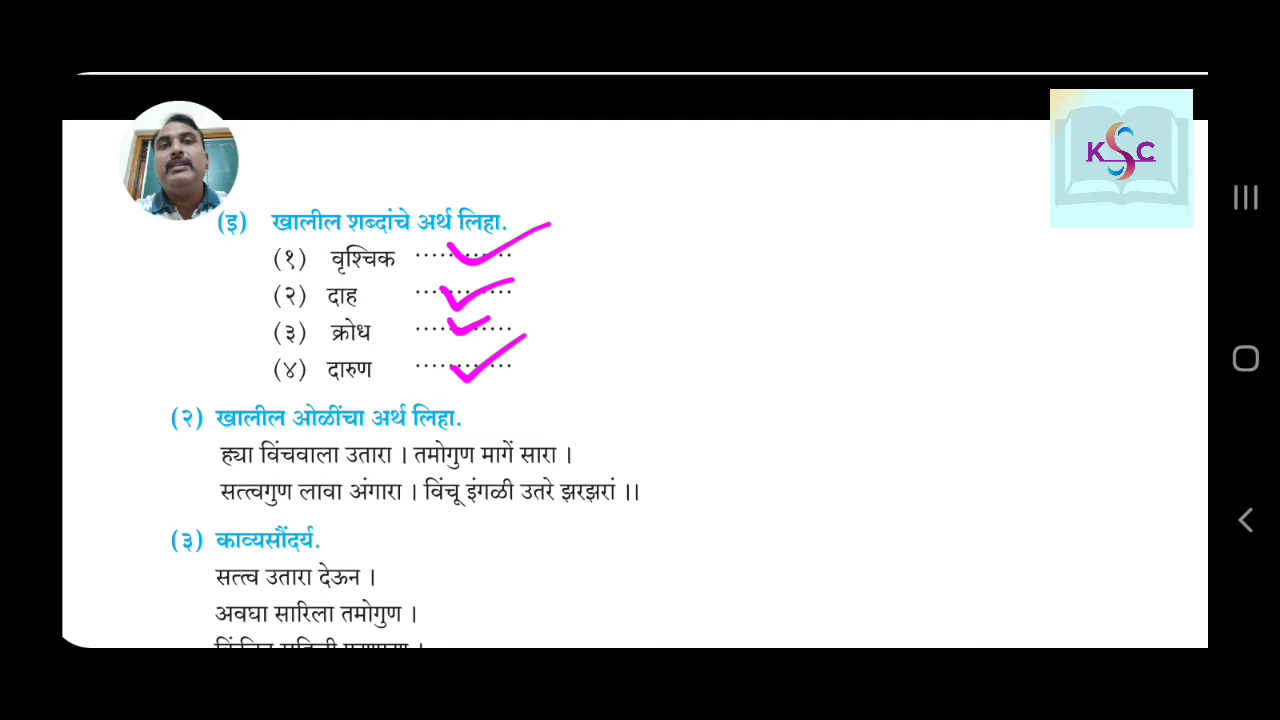 KSC
(इ) खालील शब्दांचे अर्थ लिहा.
(१) वृश्चिक ............
(२) दाह ............
(३) क्रोध ............
(४) दारुण ............
(२) खालील ओळींचा अर्थ लिहा.
ह्या विंचवाला उतारा । तमोगुण मागें सारा ।
सत्त्वगुण लावा अंगारा । विंचू इंगळी उतरे झरझरां ।।
(३) काव्यसौंदर्य.
सत्त्व उतारा देऊन ।
अवघा सारिला तमोगुण ।